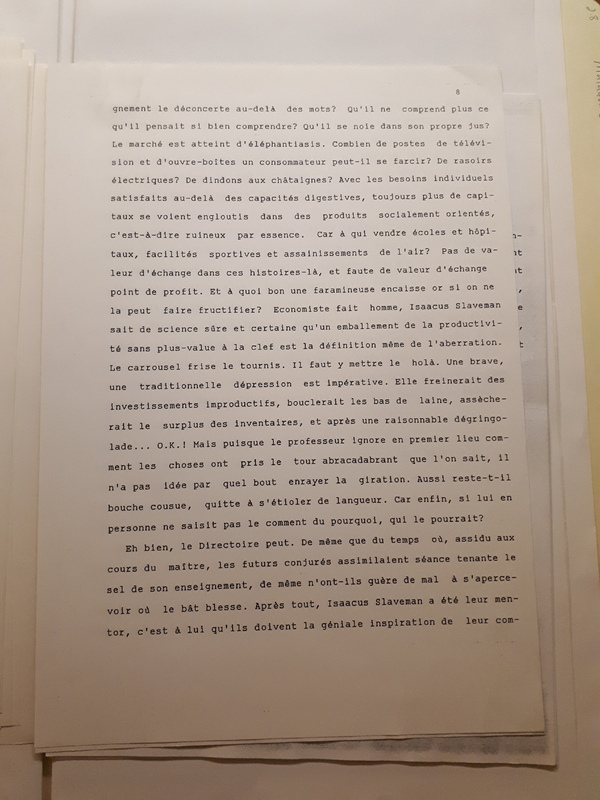 8
gnement le déconcerte au-delà des mots? Qu'il ne comprend plus ce
qu'il pensait si bien comprendre? Qu'il se noie dans son propre jus?
Le marché est atteint d'éléphantiasis. Combien de postes de télévi-
sion et d'ouvre-boîtes un consommateur peut-il se farcir? De rasoirs
électriques? De dindons aux châtaignes? Avec les besoins individuels
satisfaits au-delà des capacités digestives, toujours plus de capi-
taux se voient engloutis dans des produits socialement orientés,
c'est-à-dire ruineux par essence. Car à qui vendre écoles et hôpi-
taux, facilités sportives et assainissements de l'air? Pas de va-
leur d'échange dans ces histoires-là, et faute de valeur d'échange
point de profit. Et à quoi bon une faramineuse encaisse or si on ne
la peut faire fructifier? Economiste fait homme, Isaacus Slaveman
sait de science sûre et certaine qu'un emballement de la productivi-
té sans plus-value à la clef est la définition même de l'aberration.
Le carrousel frise le tournis. Il faut y mettre le holà. Une brave,
une traditionnelle dépression est impérative. Elle freinerait des
investissements improductifs, bouclerait les bas de laine, assèche-
rait le surplus des inventaires, et après une raisonnable dégringo-
lade... O.K.! Mais puisque le professeur ignore en premier lieu com-
ment les choses ont pris le tour abracadabrant que l'on sait, il
n'a pas idée par quel bout enrayer la giration. Aussi reste-t-il
bouche cousue, quitte à s'étioler de langueur. Car enfin, si lui en
personne ne saisit pas le comment du pourquoi, qui le pourrait?
Eh bien, le Directoire peut. De même que du temps où, assidu aux
cours du maître, les futurs conjurés assimilaient séance tenante le
sel de son enseignement, de même n'ont-ils guère de mal à s'aperce-
voir où le bât blesse. Après tout, Isaacus Slaveman a été leur men-
tor, c'est à lui qu'ils doivent la géniale inspiration de leur com-